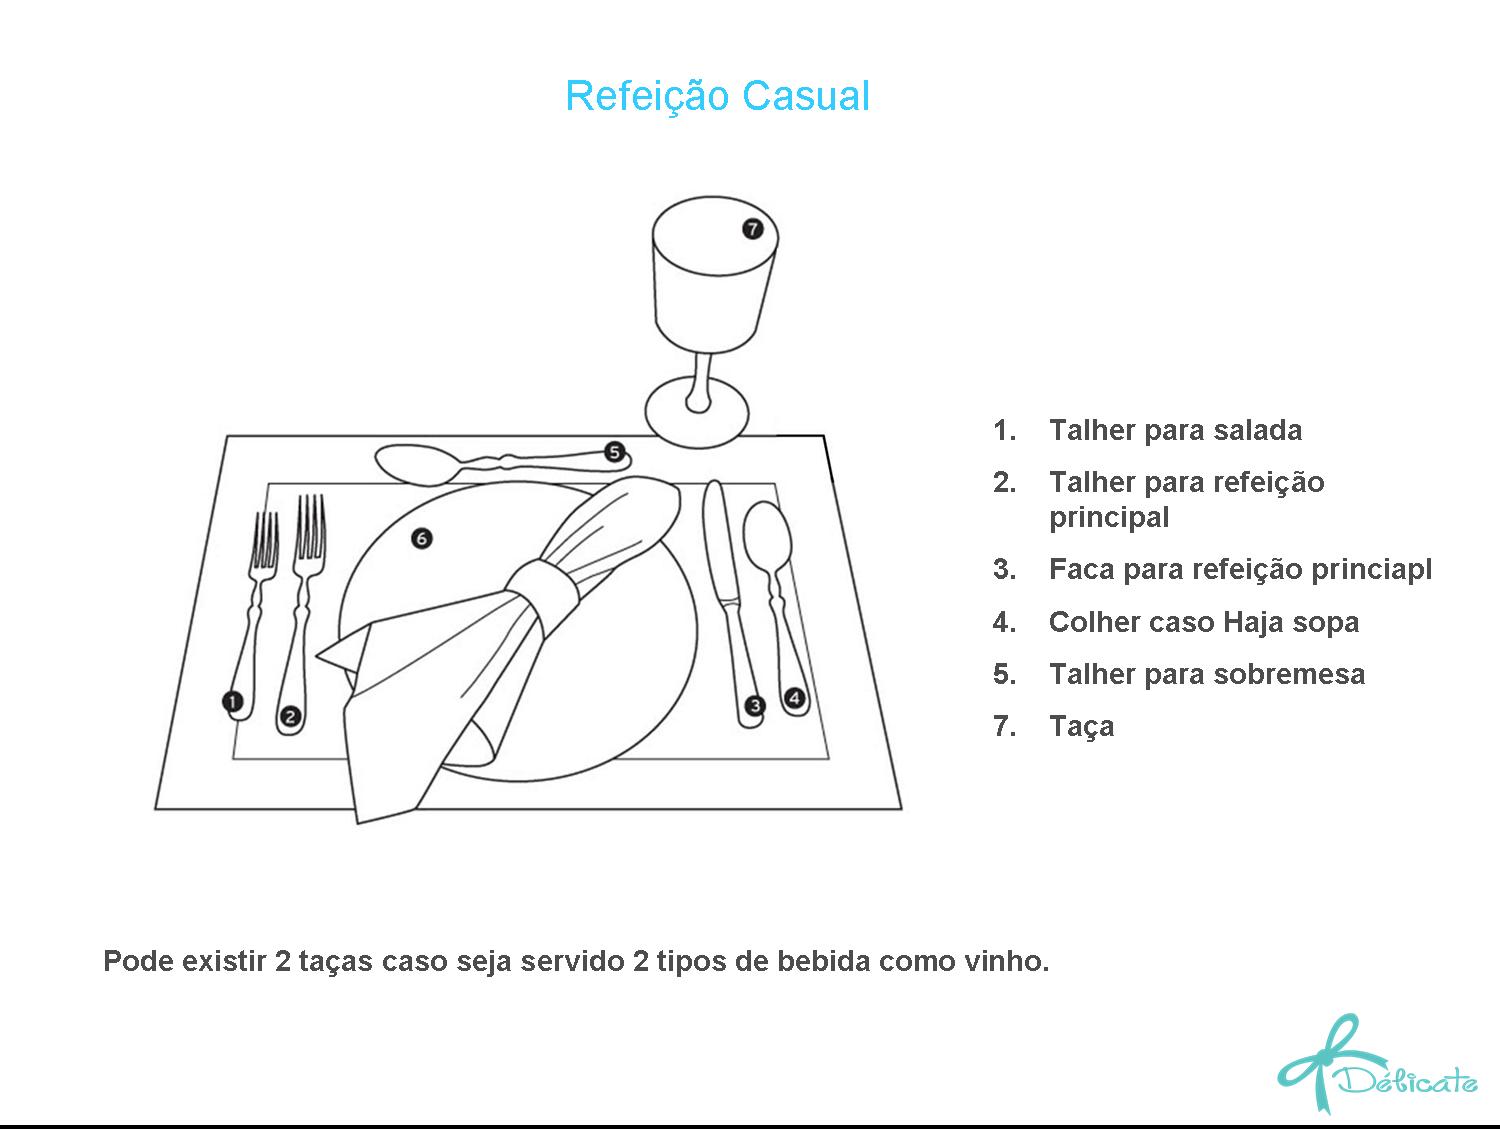 Refeição Casual
7
5
6
1
2
3
4
1. Talher para salada
2. Talher para refeição
principal
3. Faca para refeição princiapl
4. Colher caso Haja sopa
5. Talher para sobremesa
7. Taça
Pode existir 2 taças caso seja servido 2 tipos de bebida como vinho.
Délicate